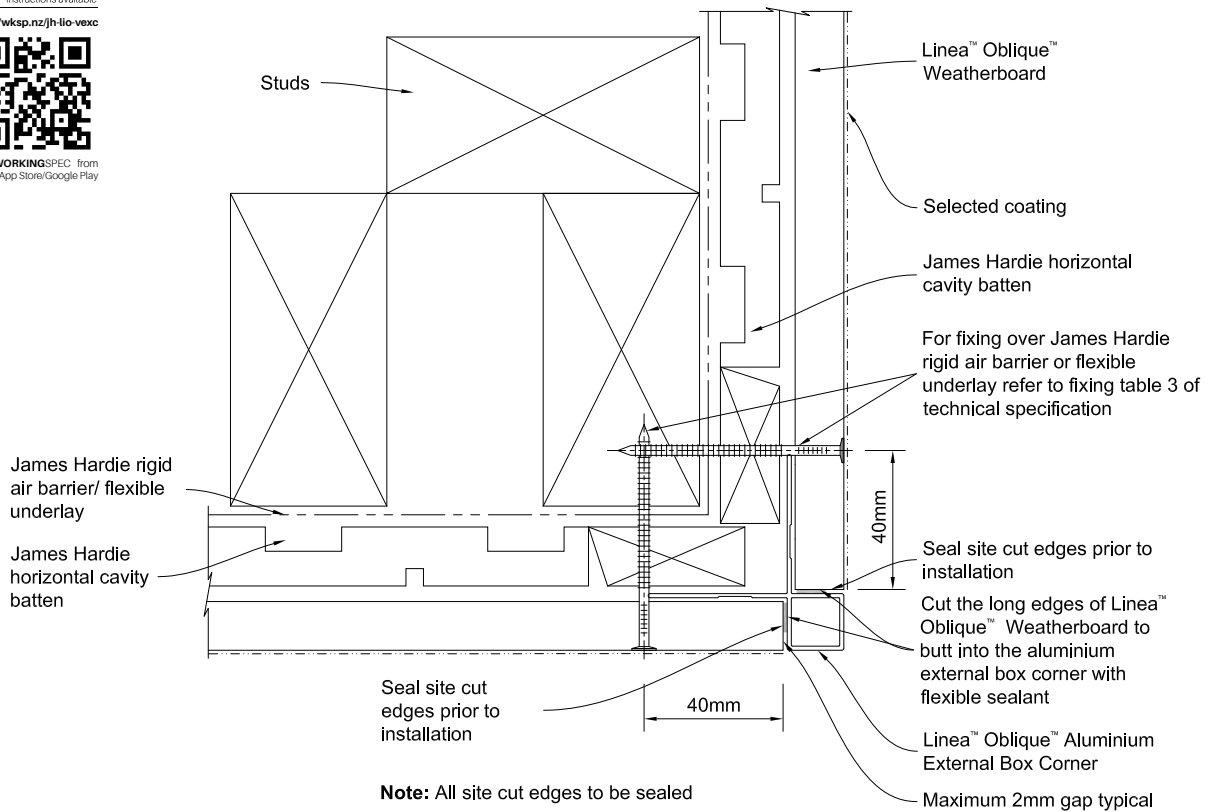 instructions available
/wksp.nz/jh-lio-vexc
WORKINGSPEC from
App Store/Google Play
Studs
Linea™ Oblique™
Weatherboard
Selected coating
James Hardie horizontal
cavity batten
For fixing over James Hardie
rigid air barrier or flexible
underlay refer to fixing table 3 of
technical specification
James Hardie rigid
air barrier/ flexible
underlay
James Hardie
horizontal cavity
batten
40mm
Seal site cut edges prior to
installation
Cut the long edges of Linea™
Oblique™ Weatherboard to
butt into the aluminium
external box corner with
flexible sealant
Seal site cut
edges prior to
installation
40mm
Linea™ Oblique™ Aluminium
External Box Corner
Maximum 2mm gap typical
Note: All site cut edges to be sealed